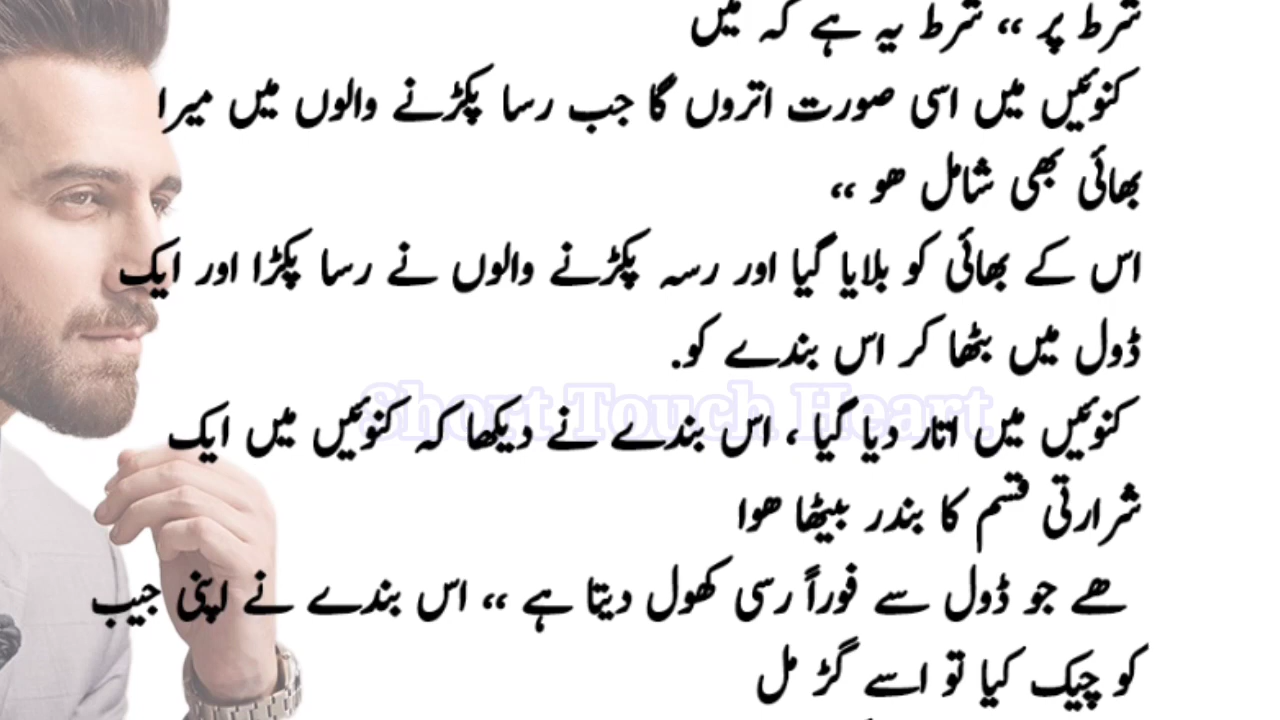 شرط پر ،، شرط یہ ہے کہ میں
کنوئیں میں اسی صورت اتروں گا جب رسا پکڑنے والوں میں میرا
بھائی بھی شامل ھو ،،
اس کے بھائی کو بلایا گیا اور رسہ پکڑنے والوں نے رسا پکڑا اور ایک
ڈول میں بٹھا کر اس بندے کو.
Short Touch Heart
کنوئیں میں اتار دیا گیا ، اس بندے نے دیکھا کہ کنوئیں میں ایک
شرارتی قسم کا بندر بیٹھا ھوا
ھے جو ڈول سے فوراً رسی کھول دیتا ہے ،، اس بندے نے اپنی جیب
کو چیک کیا تو اسے گڑ مل